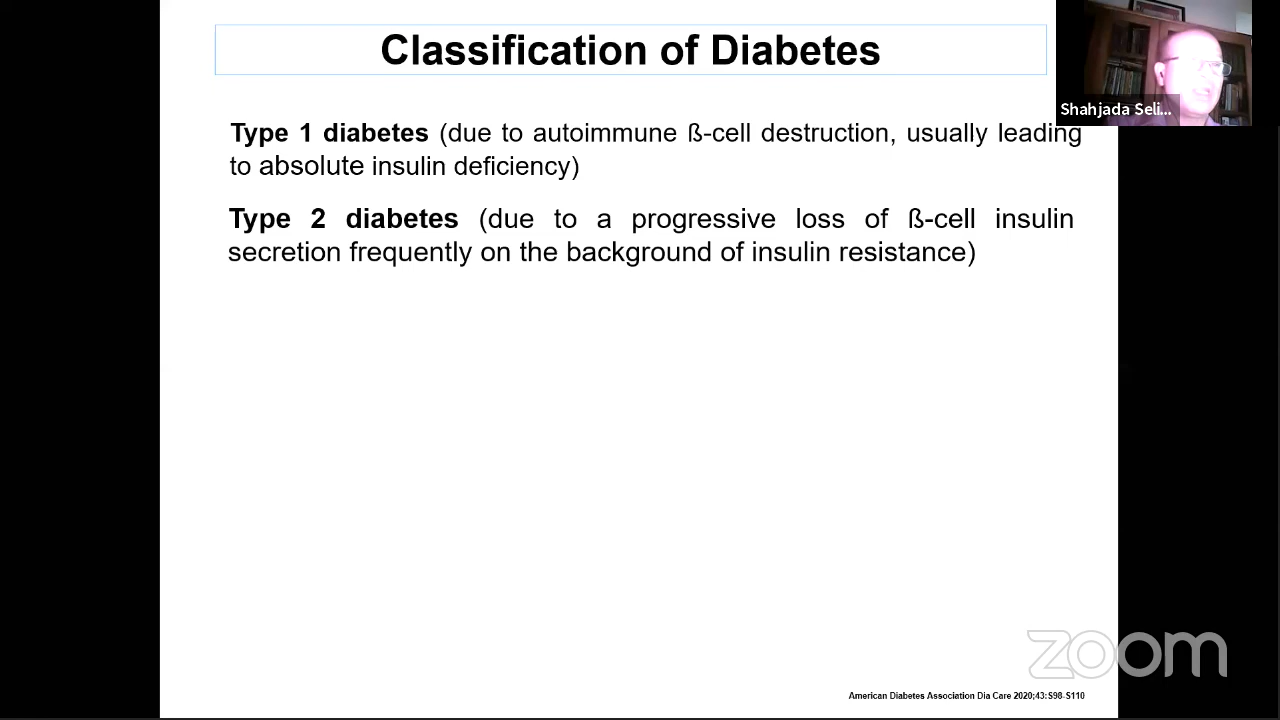 Classification of Diabetes
Shahjada Seli...
Type 1 diabetes (due to autoimmune ß-cell destruction, usually leading
to absolute insulin deficiency)
Type 2 diabetes (due to a progressive loss of ß-cell insulin
secretion frequently on the background of insulin resistance)
zoom
American Diabetes Association Dia Care 2020;43:S98-S110